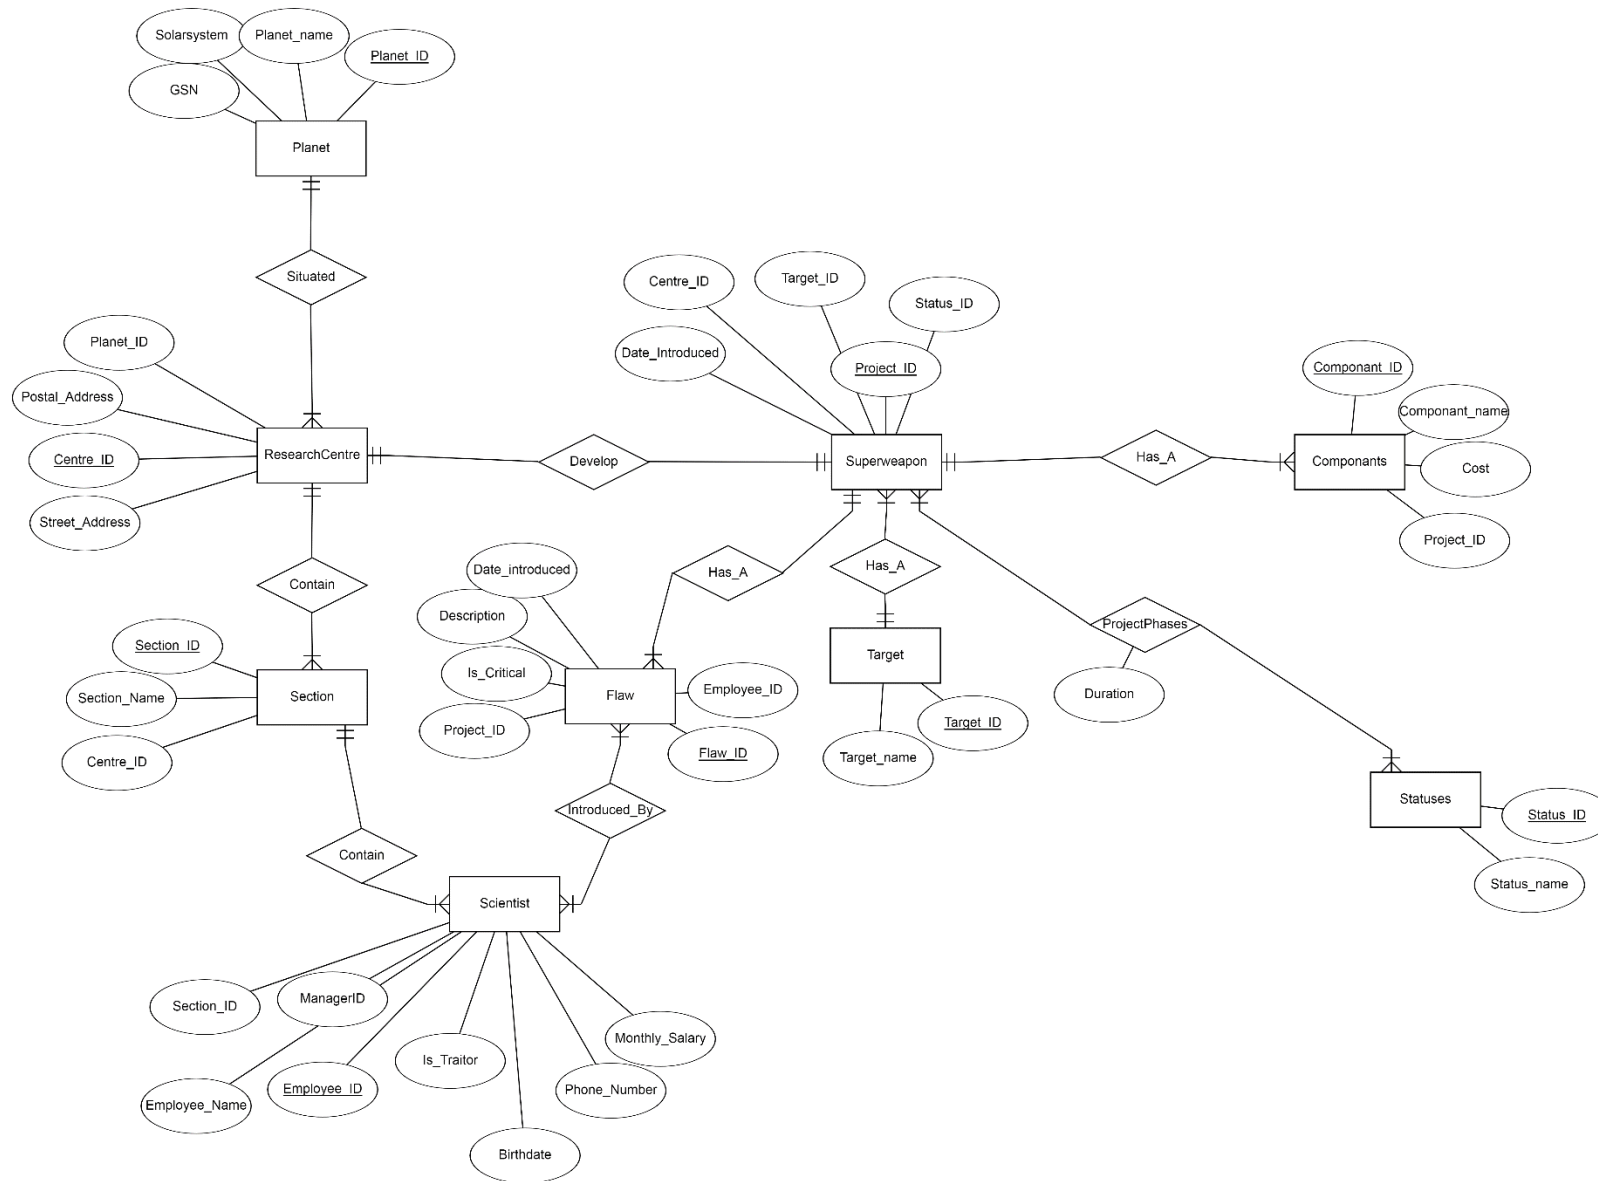 Solarsystem
Planet_name
Planet_ID
GSN
Planet
Situated
Planet_ID
Postal_Address
Centre_ID
Street_Address
ResearchCentre
Develop
Centre_ID
Target_ID
Status_ID
Date_Introduced
Project_ID
Superweapon
Has_A
Componant_ID
Componant_name
Cost
Project_ID
Componants
Contain
Section_ID
Section_Name
Centre_ID
Section
Has_A
Has_A
Date_introduced
Description
Is_Critical
Project_ID
Flaw
Employee_ID
Flaw_ID
Target
Target_name
Target_ID
ProjectPhases
Duration
Statuses
Status_ID
Status_name
Introduced_By
Contain
Scientist
Section_ID
ManagerID
Employee_Name
Employee_ID
Is_Traitor
Birthdate
Phone_Number
Monthly_Salary